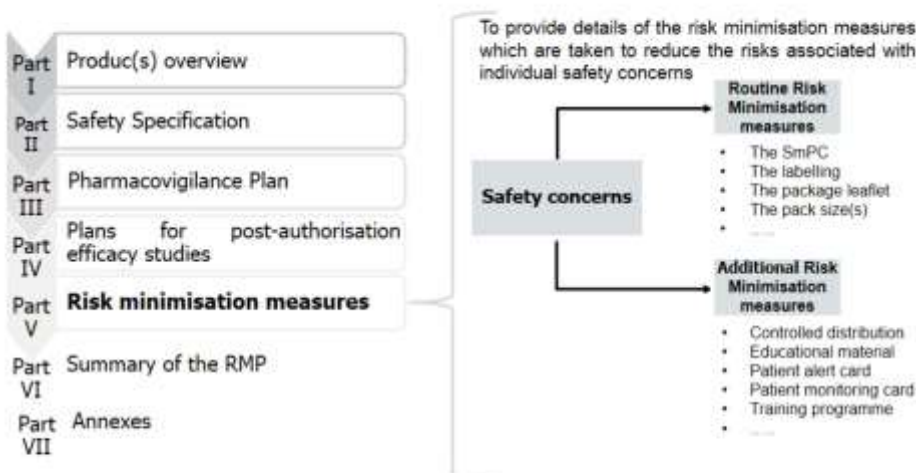 Part I
Produc(s) overview
Part II
Safety Specification
Part III
Pharmacovigilance Plan
Part IV
Plans for post-authorisation
efficacy studies
Part V
Risk minimisation measures
Part VI
Summary of the RMP
Part VII
Annexes
To provide details of the risk minimisation measures
which are taken to reduce the risks associated with
individual safety concerns
Safety concerns
Routine Risk
Minimisation
measures
• The SmPC
• The labelling
• The package leaflet
• The pack size(s)
• .....
Additional Risk
Minimisation
measures
• Controlled distribution
• Educational material
• Patient alert card
• Patient monitoring card
• Training programme
• .....